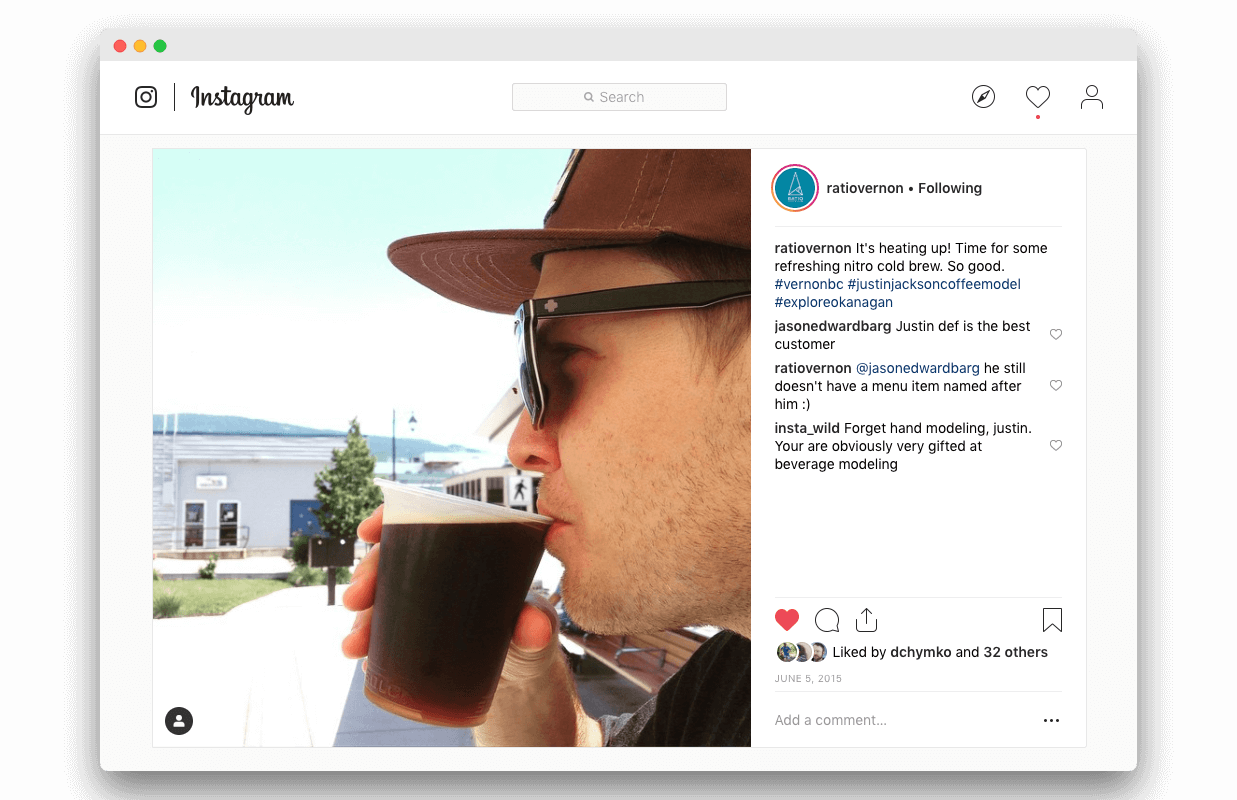 Instagram
Search
RATIO
ratiovernon • Following
ratiovernon It's heating up! Time for some
refreshing nitro cold brew. So good.
#vernonbc #justinjacksoncoffeemodel
#exploreokanagan
jasonedwardbarg Justin def is the best
customer
ratiovernon @jasonedwardbarg he still
doesn't have a menu item named after
him :)
insta_wild Forget hand modeling, justin.
Your are obviously very gifted at
beverage modeling
Liked by dchymko and 32 others
JUNE 5, 2015
Add a comment...